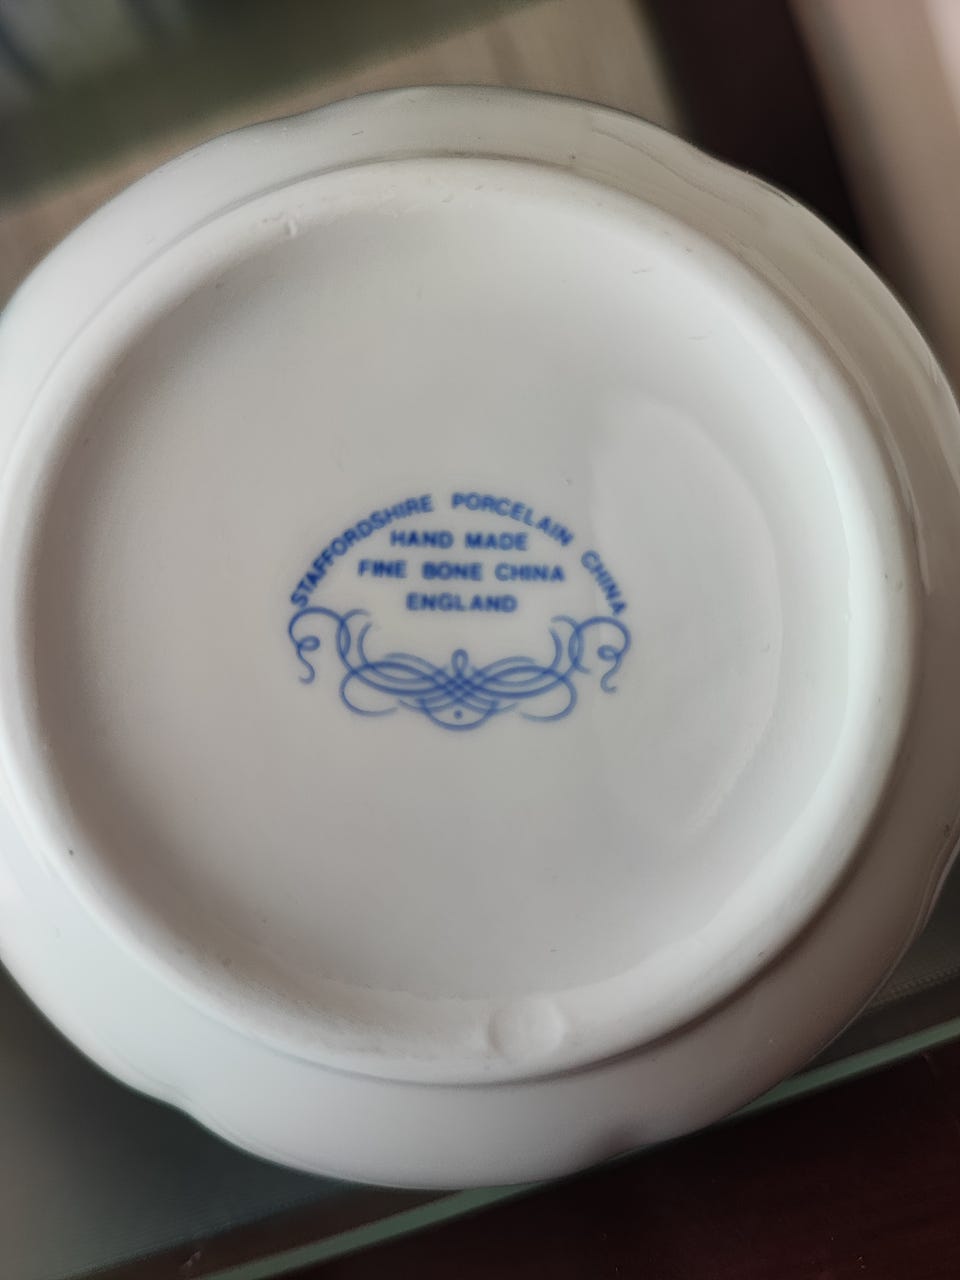 STAFFORDSHIRE PORCELAIN CHINA
HAND MADE
FINE BONE CHINA
ENGLAND